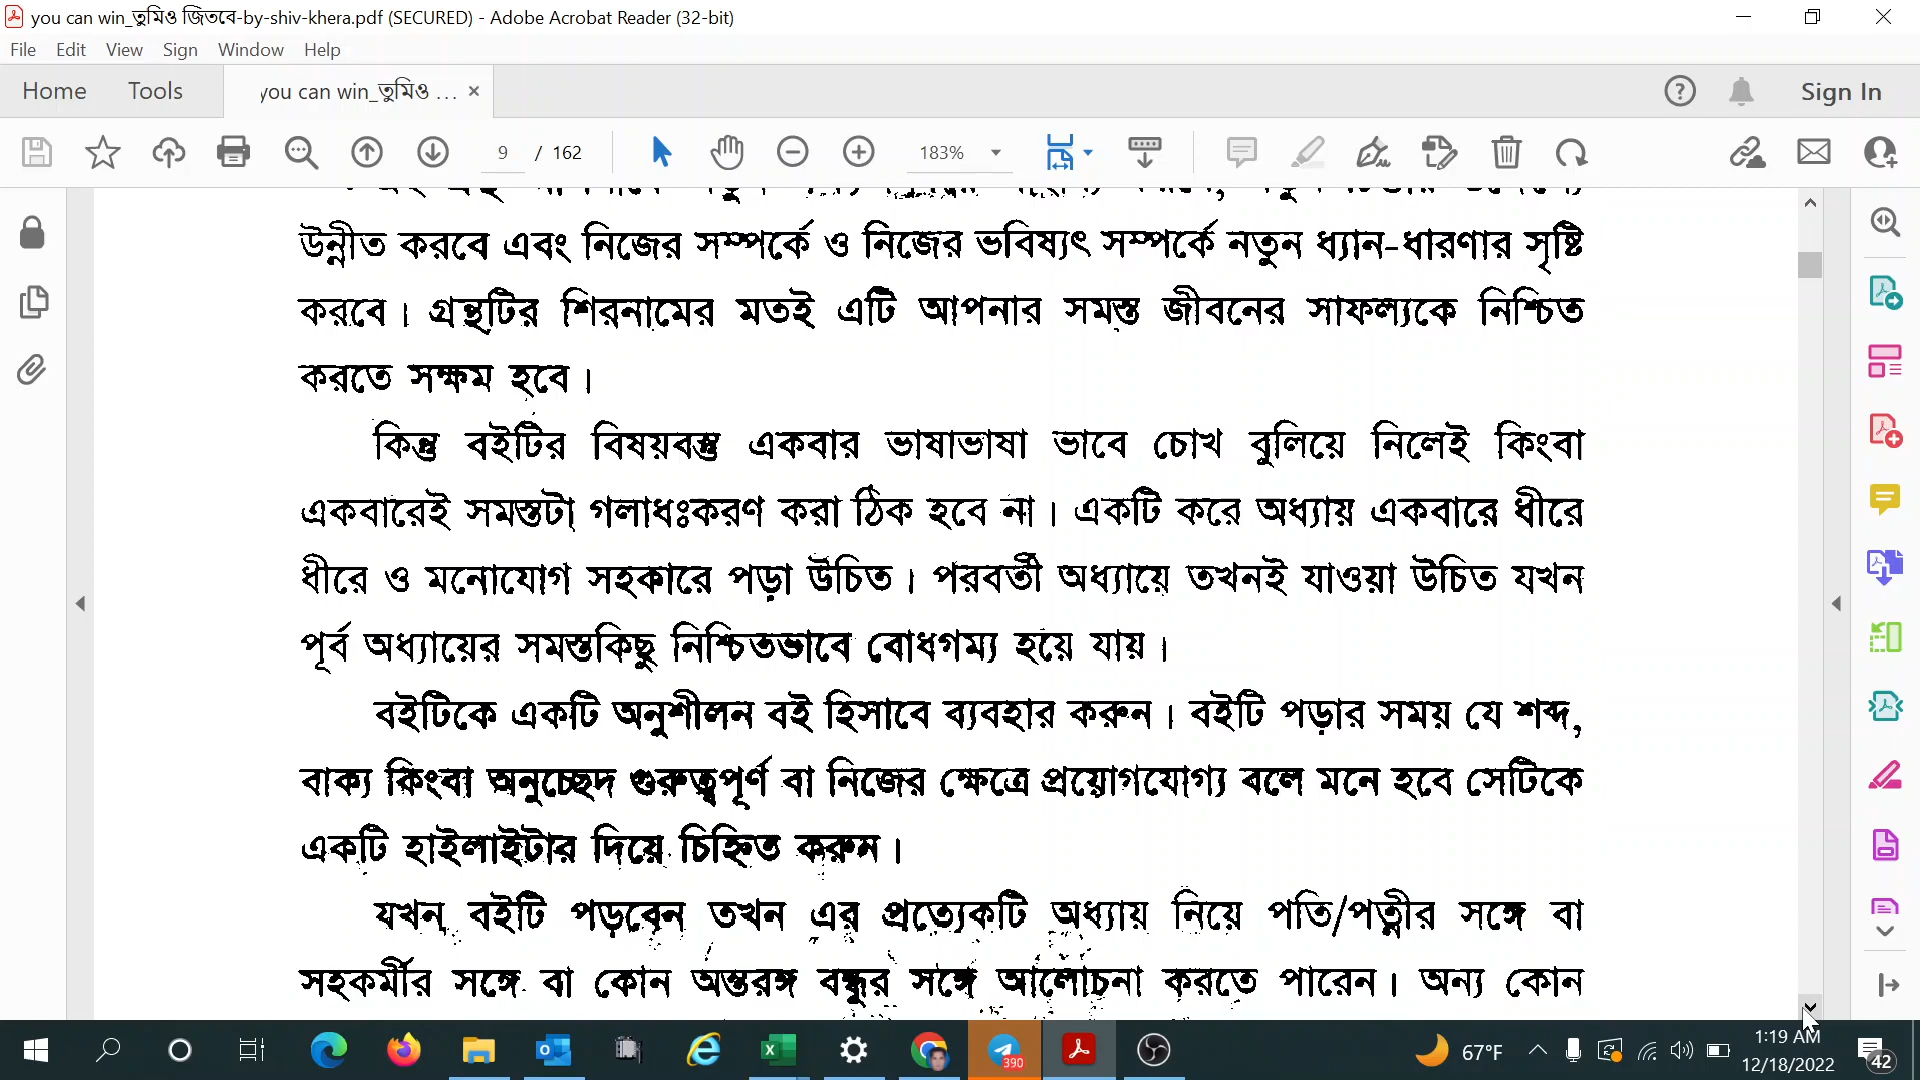 you can win_তুমিও জিতবে-by-shiv-khera.pdf (SECURED) - Adobe Acrobat Reader (32-bit)
File Edit View Sign Window Help
Home Tools you can win_তুমিও ... × Sign In
9 / 162 183%
উন্নীত করবে এবং নিজের সম্পর্কে ও নিজের ভবিষ্যৎ সম্পর্কে নতুন ধ্যান-ধারণার সৃষ্টি
করবে। গ্রন্থটির শিরনামের মতই এটি আপনার সমস্ত জীবনের সাফল্যকে নিশ্চিত
করতে সক্ষম হবে।
কিন্তু বইটির বিষয়বস্তু একবার ভাষাভাষা ভাবে চোখ বুলিয়ে নিলেই কিংবা
একবারেই সমস্তটা গলাধঃকরণ করা ঠিক হবে না। একটি করে অধ্যায় একবারে ধীরে
ধীরে ও মনোযোগ সহকারে পড়া উচিত। পরবর্তী অধ্যায়ে তখনই যাওয়া উচিত যখন
পূর্ব অধ্যায়ের সমস্তকিছু নিশ্চিতভাবে বোধগম্য হয়ে যায়।
বইটিকে একটি অনুশীলন বই হিসাবে ব্যবহার করুন। বইটি পড়ার সময় যে শব্দ,
বাক্য কিংবা অনুচ্ছেদ গুরুত্বপূর্ণ বা নিজের ক্ষেত্রে প্রয়োগযোগ্য বলে মনে হবে সেটিকে
একটি হাইলাইটার দিয়ে চিহ্নিত করুন।
যখন বইটি পড়বেন তখন এর প্রত্যেকটি অধ্যায় নিয়ে পতি/পত্নীর সঙ্গে বা
সহকর্মীর সঙ্গে বা কোন অন্তরঙ্গ বন্ধুর সঙ্গে আলোচনা করতে পারেন। অন্য কোন
390
67°F
1:19 AM
12/18/2022
42